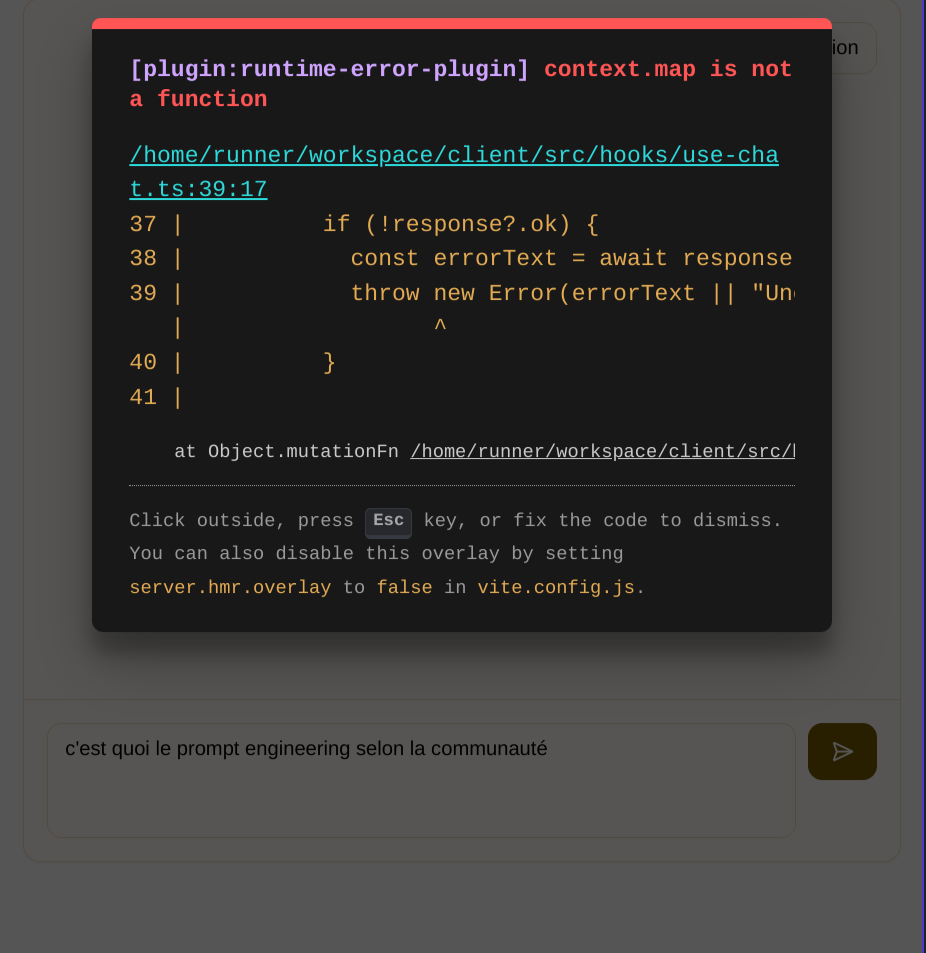 ion
[plugin:runtime-error-plugin] context.map is not
a function
/home/runner/workspace/client/src/hooks/use-cha
t.ts:39:17
37 |          if (!response?.ok) {
38 |            const errorText = await response
39 |            throw new Error(errorText || "Un
   |                  ^
40 |          }
41 |
at Object.mutationFn /home/runner/workspace/client/src/
Click outside, press Esc key, or fix the code to dismiss.
You can also disable this overlay by setting
server.hmr.overlay to false in vite.config.js.
c'est quoi le prompt engineering selon la communauté